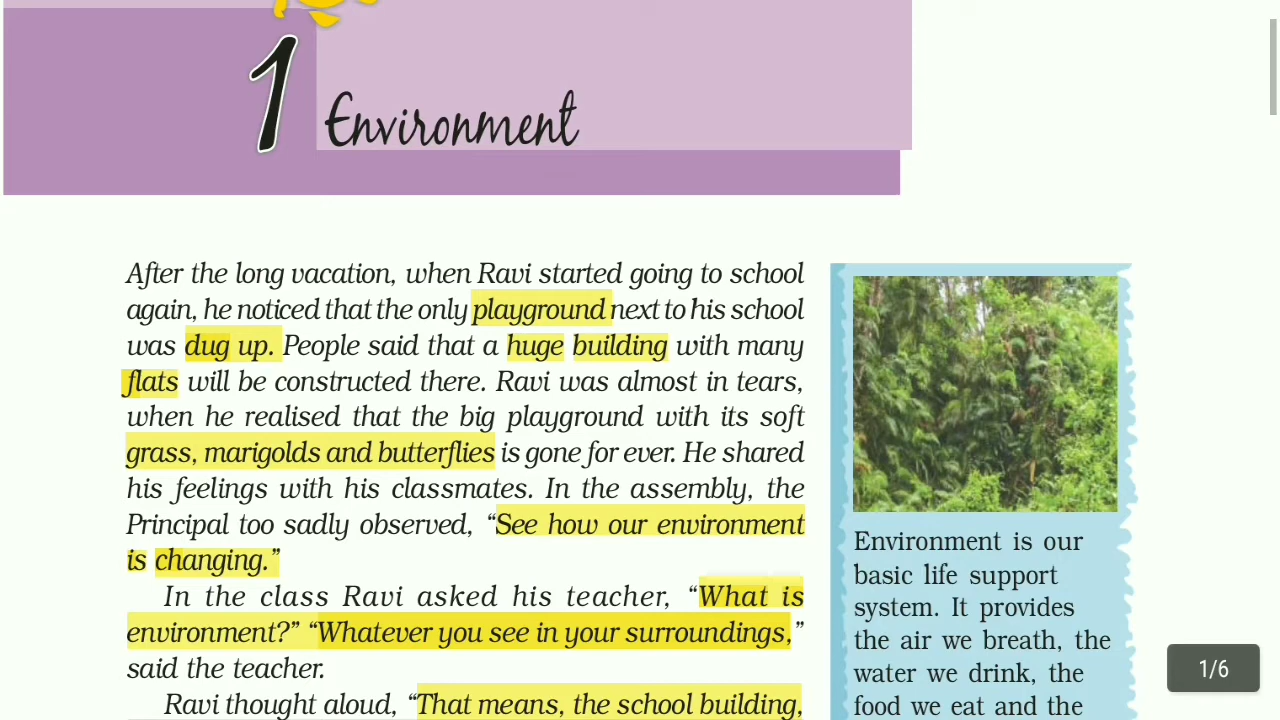 1 Environment
After the long vacation, when Ravi started going to school
again, he noticed that the only playground next to his school
was dug up. People said that a huge building with many
flats will be constructed there. Ravi was almost in tears,
when he realised that the big playground with its soft
grass, marigolds and butterflies is gone for ever. He shared
his feelings with his classmates. In the assembly, the
Principal too sadly observed, “See how our environment
is changing.”
In the class Ravi asked his teacher, “What is
environment?” “Whatever you see in your surroundings,”
said the teacher.
Ravi thought aloud, “That means, the school building,
Environment is our
basic life support
system. It provides
the air we breath, the
water we drink, the
food we eat and the
1/6